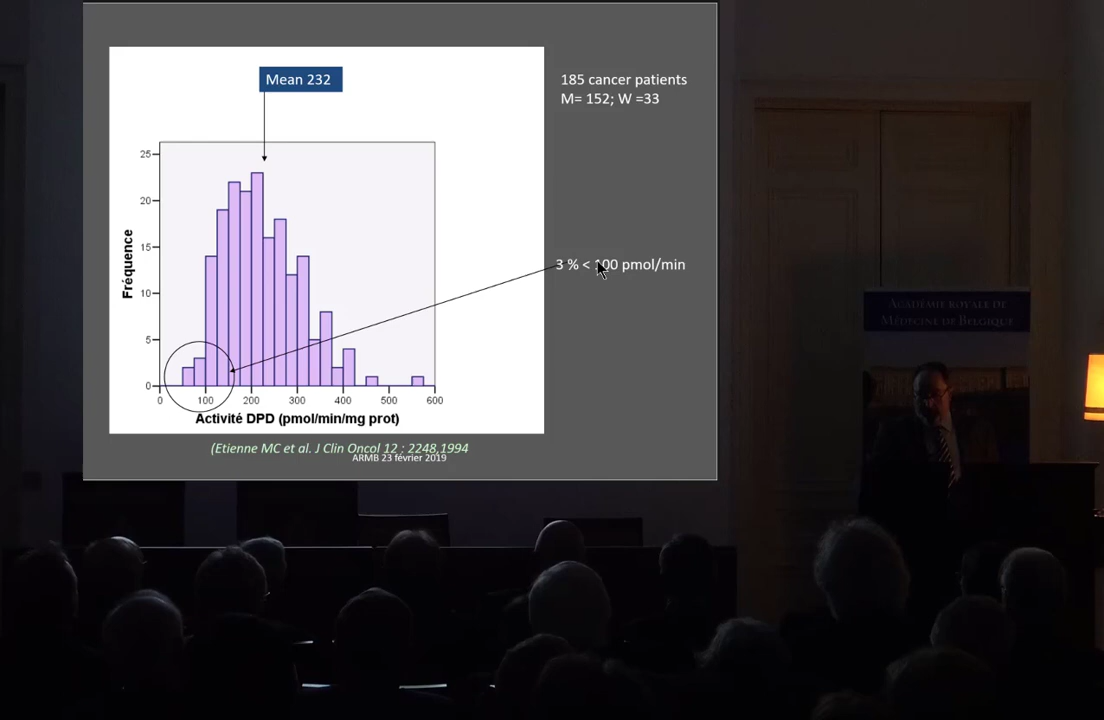 Mean 232
185 cancer patients
M= 152; W =33
Fréquence
25
20
15
10
5
0
0 100 200 300 400 500 600
Activité DPD (pmol/min/mg prot)
3 % < 100 pmol/min
(Etienne MC et al. J Clin Oncol 12 : 2248,1994
ARMB 23 février 2019
ACADÉMIE ROYALE DE
MÉDECINE DE BELGIQUE